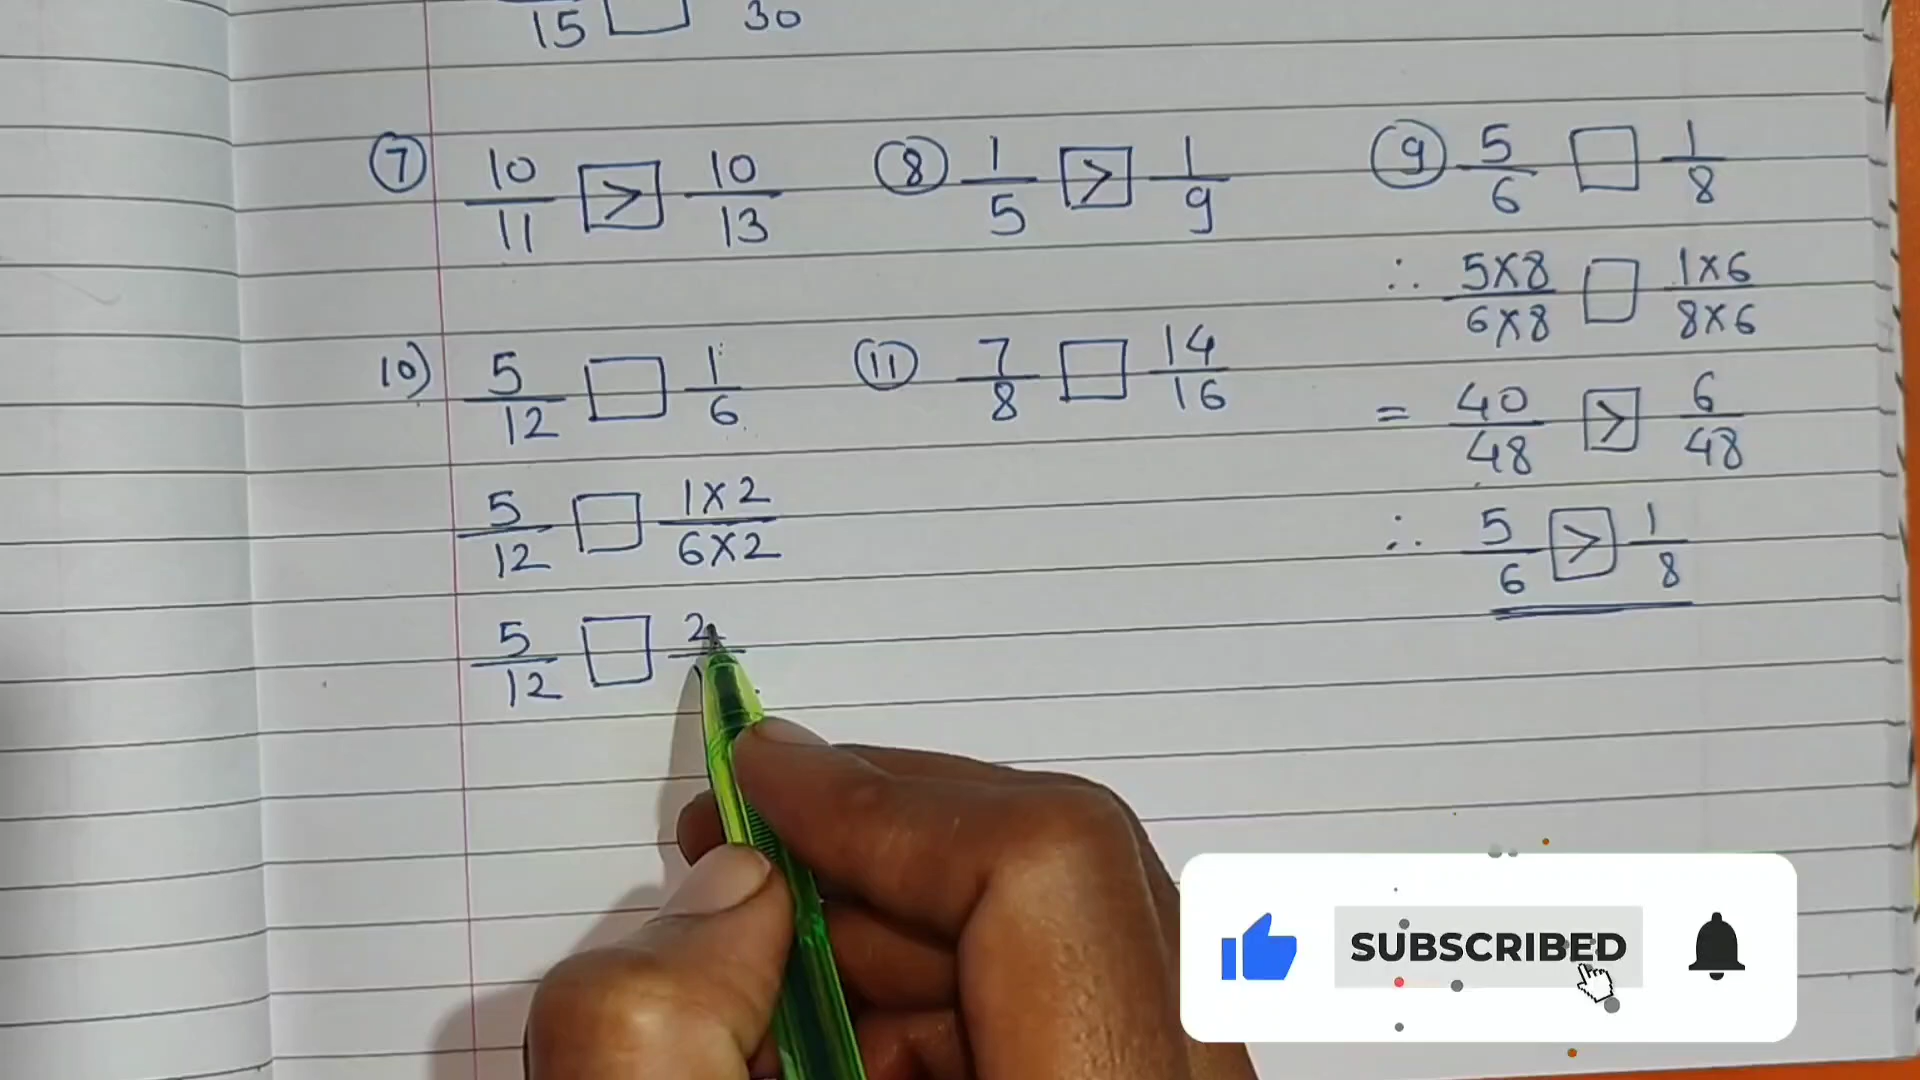 15 □ 30
⑦ 10/11 > 10/13 ⑧ 1/5 > 1/9 ⑨ 5/6 □ 1/8
∴ 5×8/6×8 □ 1×6/8×6
10) 5/12 □ 1/6 ⑪ 7/8 □ 14/16
= 40/48 > 6/48
5/12 □ 1×2/6×2
∴ 5/6 > 1/8
5/12 □ 2
SUBSCRIBED